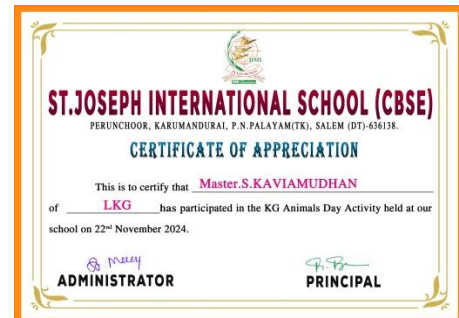 ST.JOSEPH INTERNATIONAL SCHOOL (CBSE)
PERUNCHOOR, KARUMANDURAI, P.N.PALAYAM(TK), SALEM (DT)-636138.
CERTIFICATE OF APPRECIATION
This is to certify that Master.S.KAVIAMUDHAN
of LKG has participated in the KG Animals Day Activity held at our
school on 22nd November 2024.
ADMINISTRATOR PRINCIPAL